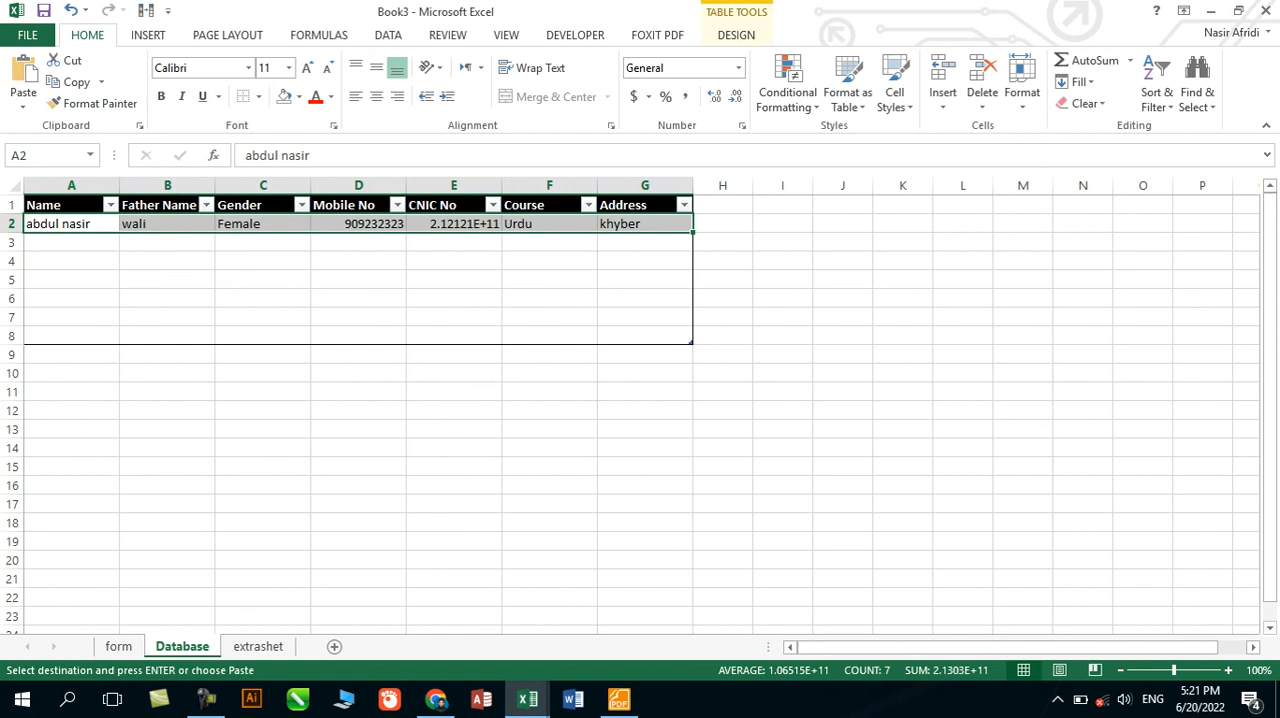 Book3 - Microsoft Excel
TABLE TOOLS
?
FILE
HOME
INSERT
PAGE LAYOUT
FORMULAS
DATA
REVIEW
VIEW
DEVELOPER
FOXIT PDF
DESIGN
Nasir Afridi
Paste
Cut
Copy
Format Painter
Clipboard
Calibri
11
B I U
Font
Wrap Text
Merge & Center
Alignment
General
$ % ,
Number
Conditional Formatting
Format as Table
Cell Styles
Styles
Insert
Delete
Format
Cells
AutoSum
Fill
Clear
Sort & Filter
Find & Select
Editing
A2
fx
abdul nasir
A B C D E F G H I J K L M N O P
1 Name Father Name Gender Mobile No CNIC No Course Address
2 abdul nasir wali Female 909232323 2.12121E+11 Urdu khyber
3
4
5
6
7
8
9
10
11
12
13
14
15
16
17
18
19
20
21
22
23
form
Database
extrashet
Select destination and press ENTER or choose Paste
AVERAGE: 1.06515E+11
COUNT: 7
SUM: 2.1303E+11
100%
Ai
PDF
ENG
5:21 PM
6/20/2022
4